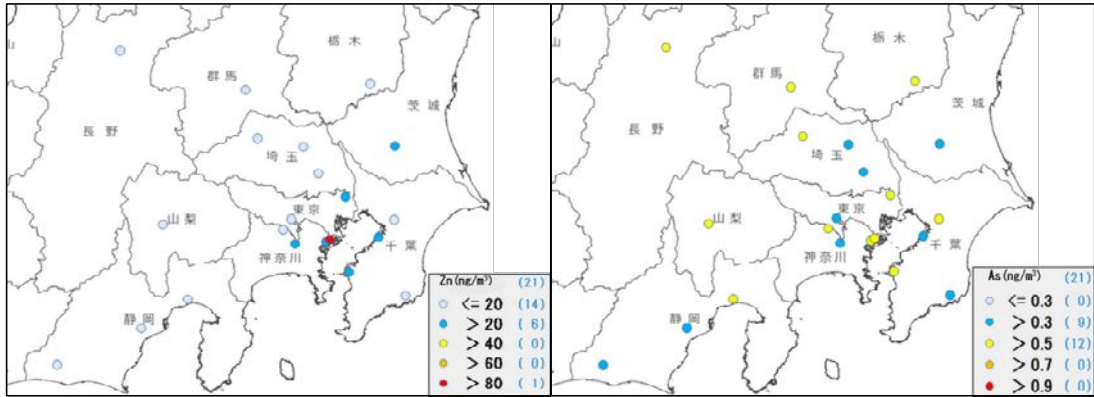 山
栃木
群馬
茨城
長野
埼玉
東京
山梨
千葉
神奈川
静岡
Zn(ng/m³) (21)
<= 20 (14)
> 20 ( 6)
> 40 ( 0)
> 60 ( 0)
> 80 ( 1)
山
栃木
群馬
茨城
長野
埼玉
東京
山梨
千葉
神奈川
静岡
As(ng/m³) (21)
<= 0.3 ( 0)
> 0.3 ( 9)
> 0.5 (12)
> 0.7 ( 0)
> 0.9 ( 0)